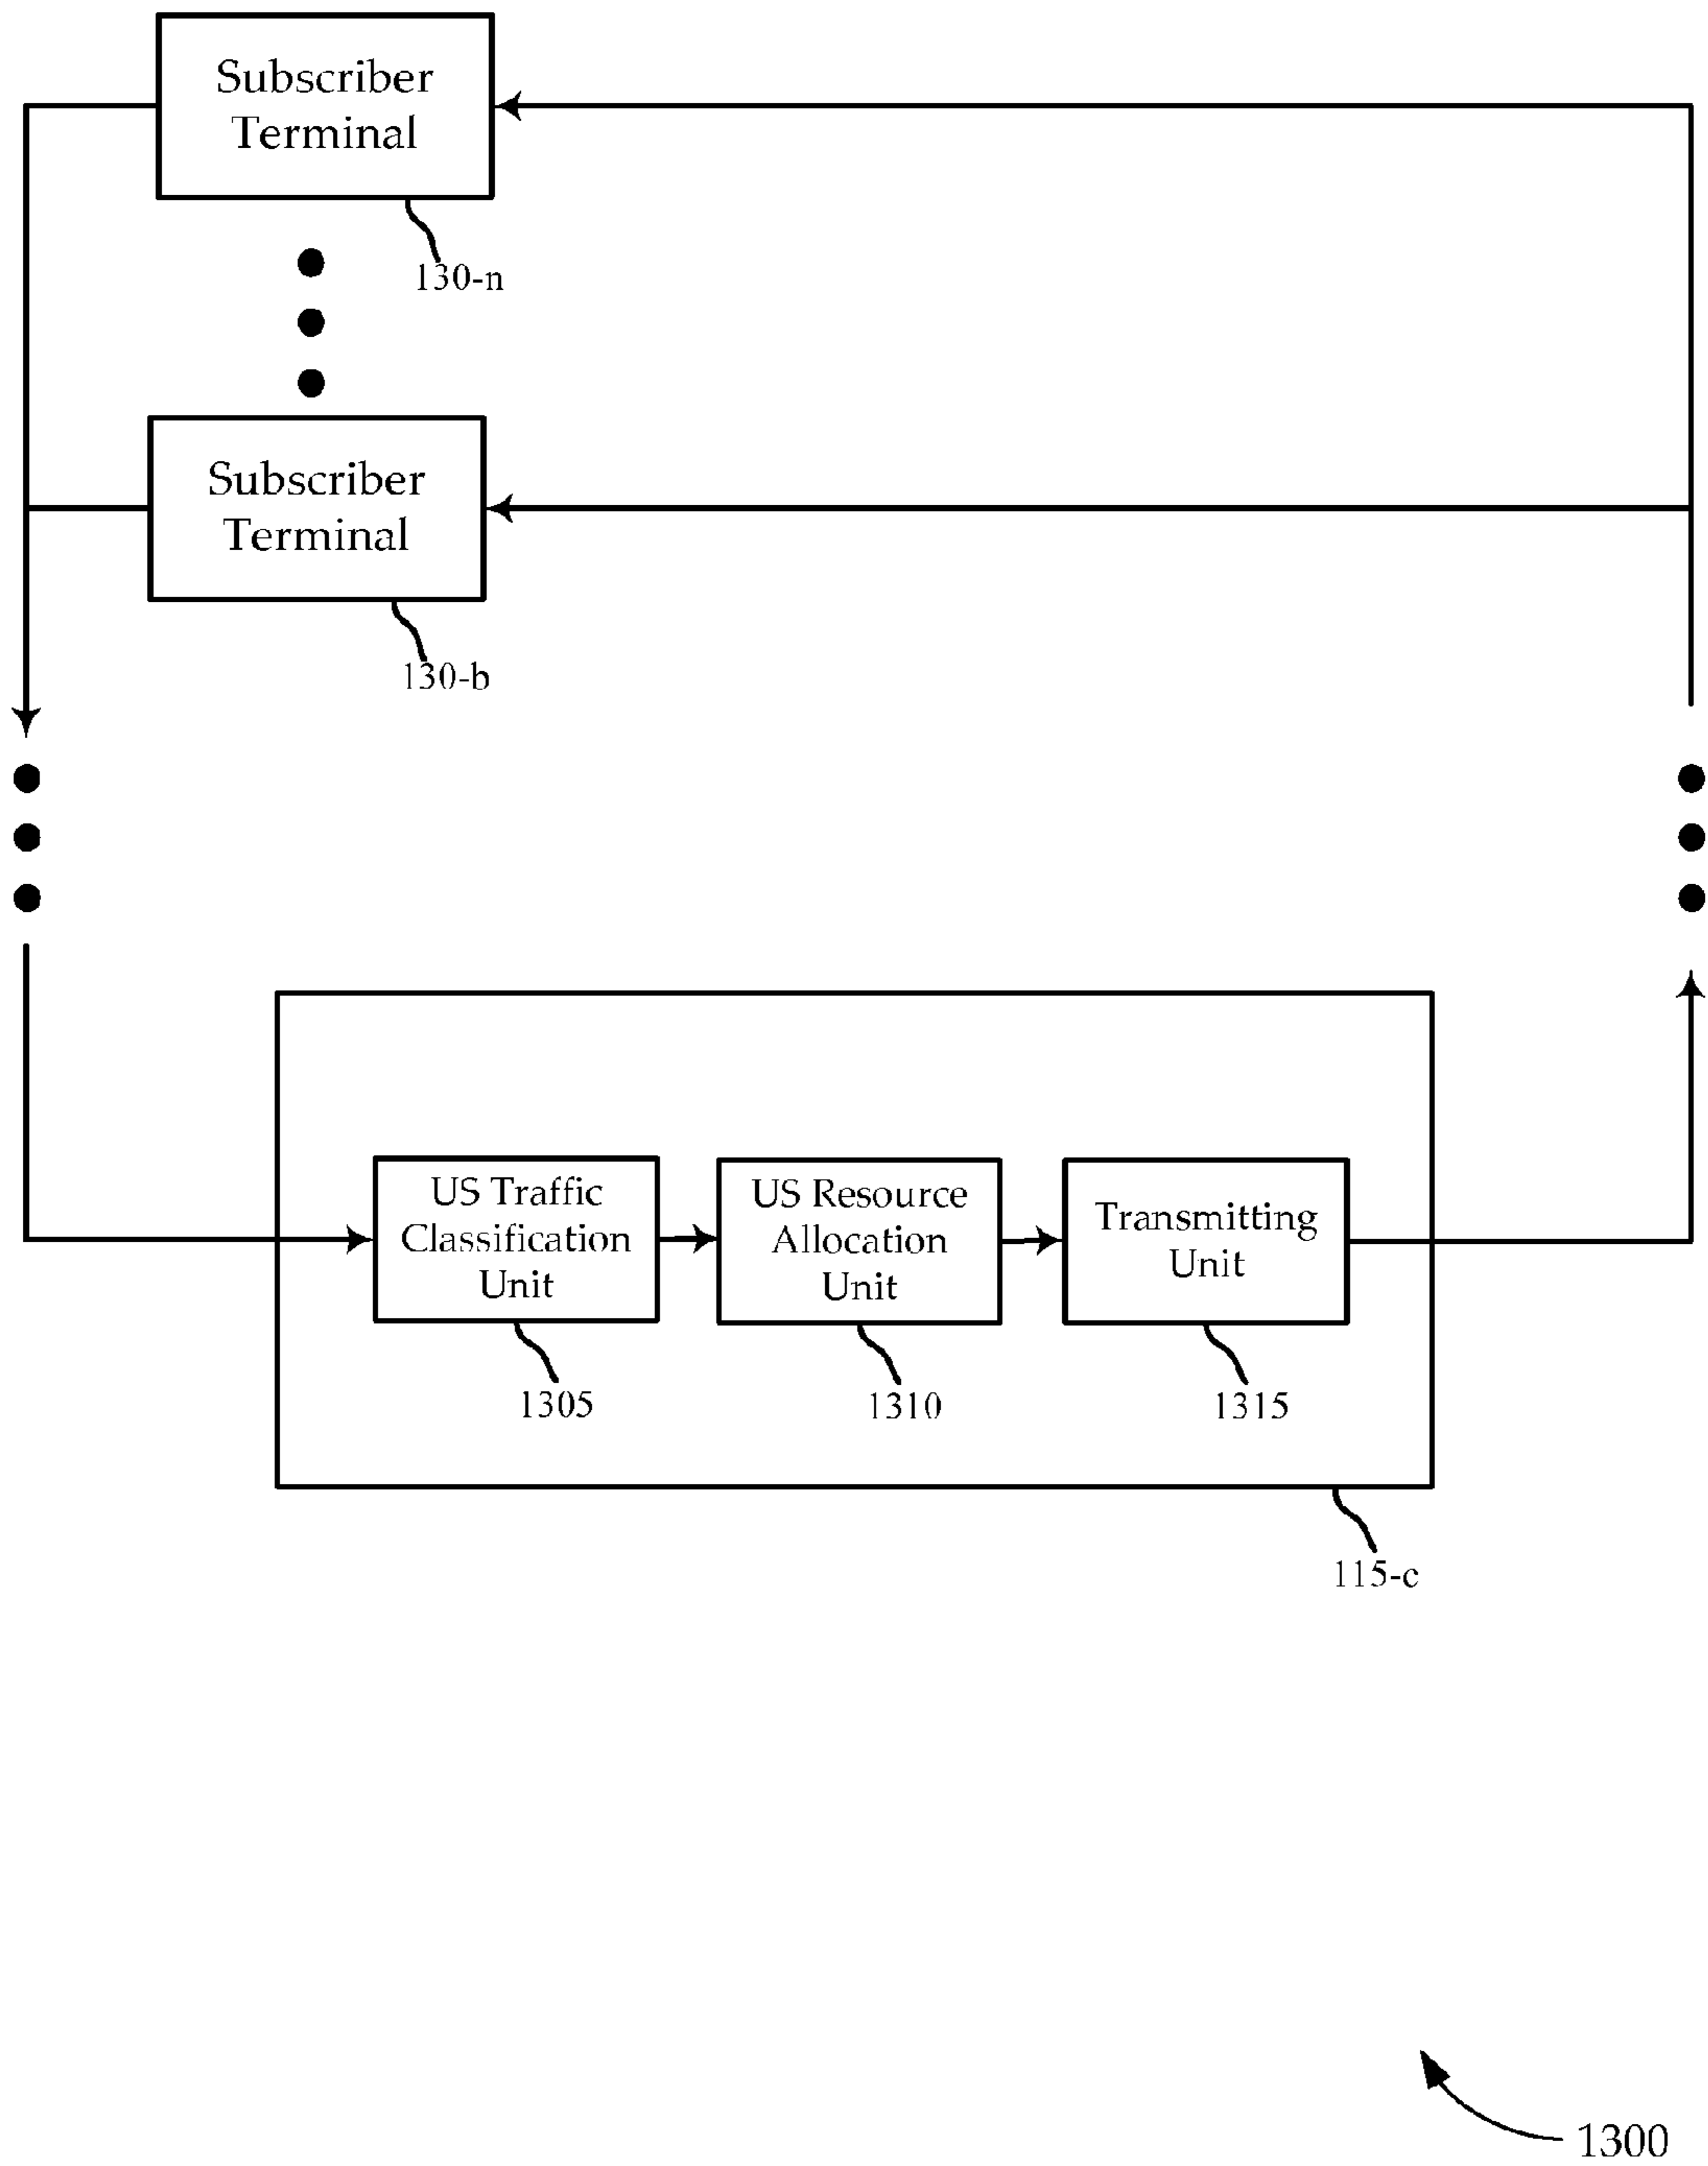 Subscriber
Terminal
130-n
Subscriber
Terminal
130-b
US Traffic
Classification
Unit
1305
US Resource
Allocation
Unit
1310
Transmitting
Unit
1315
115-c
1300